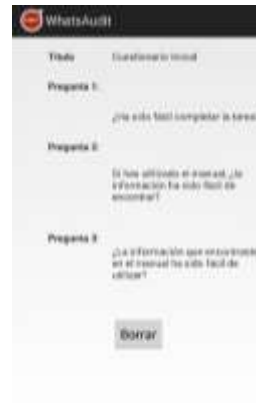 WhatsAudit
Título Cuestionario Inicial
Pregunta 1:
¿Ha sido fácil completar la tarea
Pregunta 2:
Si has utilizado el manual, ¿la
información ha sido fácil de
encontrar?
Pregunta 3
¿La información que encontraste
en el manual ha sido fácil de
utilizar?
Borrar